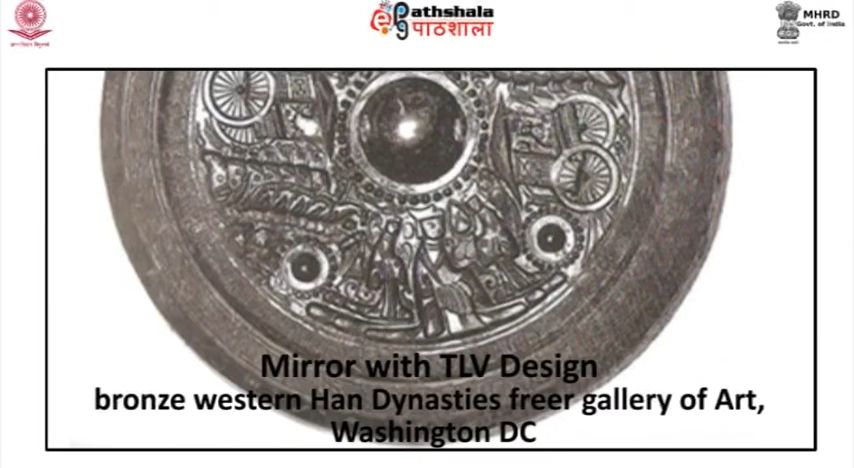 epgpathshala
पाठशाला
MHRD
Govt. of India
Mirror with TLV Design
bronze western Han Dynasties freer gallery of Art,
Washington DC